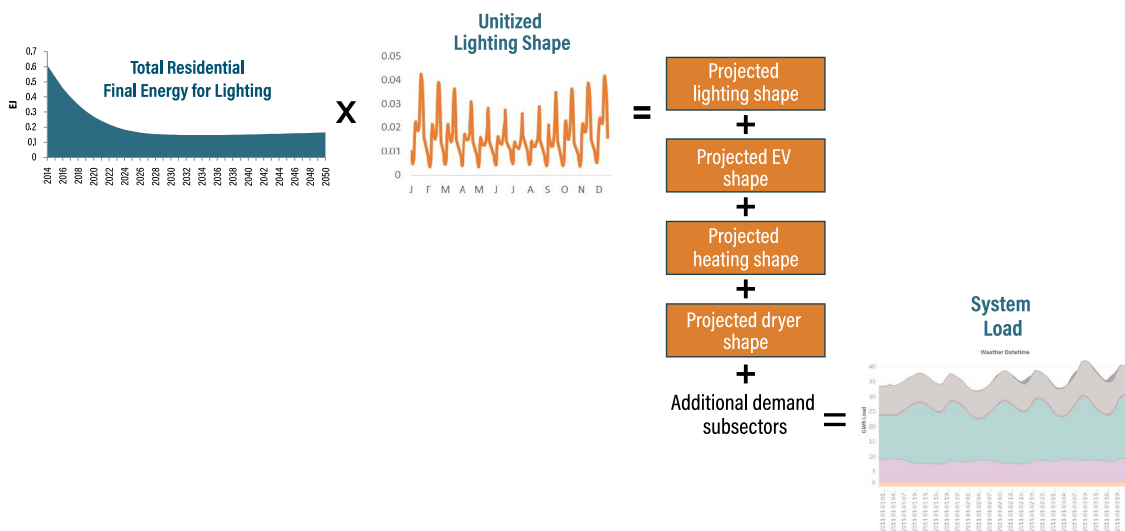 Unitized
Lighting Shape
Total Residential
Final Energy for Lighting
EJ
0.7
0.6
0.5
0.4
0.3
0.2
0.1
0
2014
2016
2018
2020
2022
2024
2026
2028
2030
2032
2034
2036
2038
2040
2042
2044
2046
2048
2050
X
0.05
0.04
0.03
0.02
0.01
0
J F M A M J J A S O N D
=
Projected
lighting shape
+
Projected EV
shape
+
Projected
heating shape
+
Projected dryer
shape
+
Additional demand
subsectors
=
System
Load
Weather Datetime
GWh Load
40
35
30
25
20
15
10
5
0